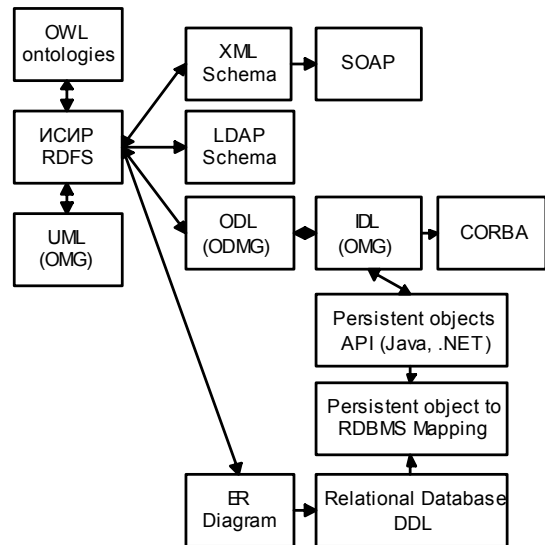 OWL
ontologies
XML
Schema
SOAP
ИСИР
RDFS
LDAP
Schema
UML
(OMG)
ODL
(ODMG)
IDL
(OMG)
CORBA
Persistent objects
API (Java, .NET)
Persistent object to
RDBMS Mapping
ER
Diagram
Relational Database
DDL